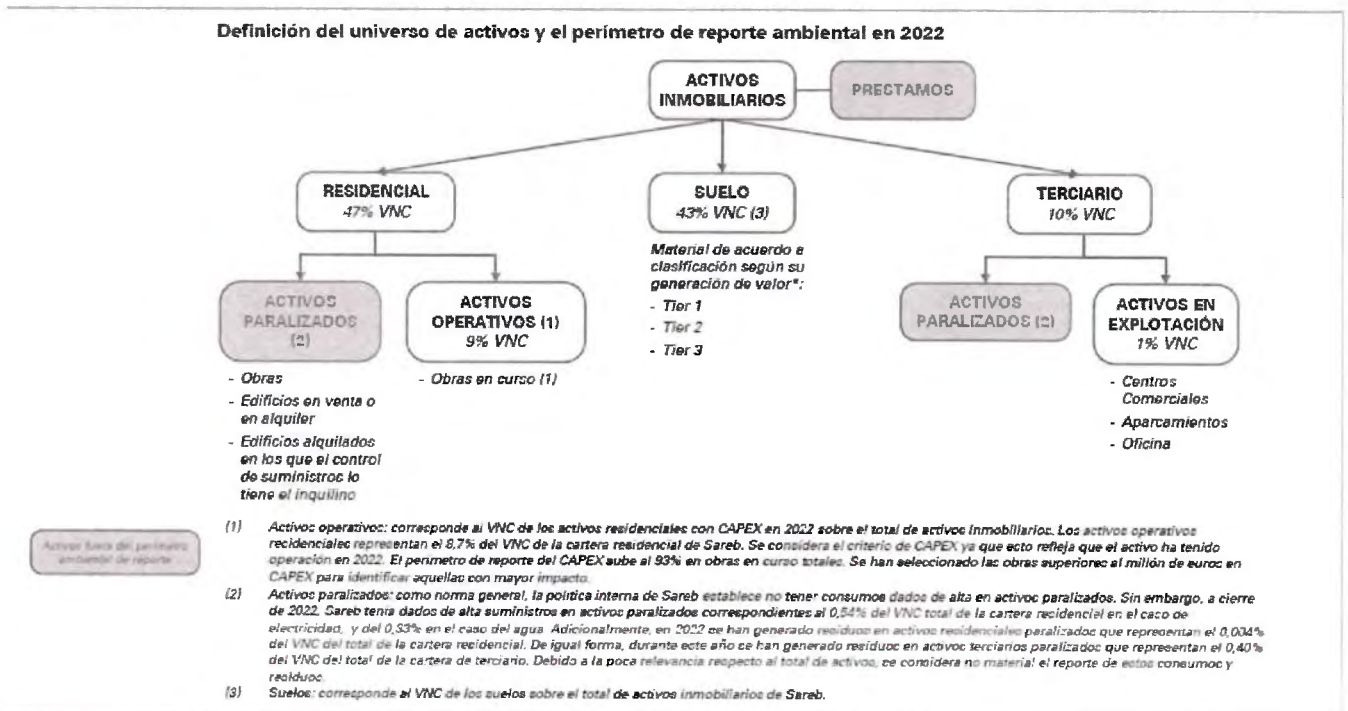 Definición del universo de activos y el perímetro de reporte ambiental en 2022
ACTIVOS
INMOBILIARIOS
PRESTAMOS
RESIDENCIAL
47% VNC
SUELO
43% VNC (3)
TERCIARIO
10% VNC
Material de acuerdo a
clasificación según su
generación de valor*:
- Tier 1
- Tier 2
- Tier 3
ACTIVOS
PARALIZADOS
(2)
ACTIVOS
OPERATIVOS (1)
9% VNC
ACTIVOS
PARALIZADOS (2)
ACTIVOS EN
EXPLOTACIÓN
1% VNC
- Obras
- Edificios en venta o
en alquiler
- Edificios alquilados
en los que el control
de suministros lo
tiene el inquilino
- Obras en curso (1)
- Centros
Comerciales
- Aparcamientos
- Oficina
Activos fuera del perímetro
ambiental de reporte
(1) Activos operativos: corresponde al VNC de los activos residenciales con CAPEX en 2022 sobre el total de activos inmobiliarios. Los activos operativos
residenciales representan el 8,7% del VNC de la cartera residencial de Sareb. Se considera el criterio de CAPEX ya que esto refleja que el activo ha tenido
operación en 2022. El perímetro de reporte del CAPEX sube al 93% en obras en curso totales. Se han seleccionado las obras superiores al millón de euros en
CAPEX para identificar aquellas con mayor impacto.
(2) Activos paralizados: como norma general, la política interna de Sareb establece no tener consumos dados de alta en activos paralizados. Sin embargo, a cierre
de 2022, Sareb tenía dados de alta suministros en activos paralizados correspondientes al 0,54% del VNC total de la cartera residencial en el caso de
electricidad, y del 0,33% en el caso del agua. Adicionalmente, en 2022 se han generado residuos en activos residenciales paralizados que representan el 0,004%
del VNC del total de la cartera residencial. De igual forma, durante este año se han generado residuos en activos terciarios paralizados que representan el 0,40%
del VNC del total de la cartera de terciario. Debido a la poca relevancia respecto al total de activos, se considera no material el reporte de estos consumos y
residuos.
(3) Suelos: corresponde al VNC de los suelos sobre el total de activos inmobiliarios de Sareb.